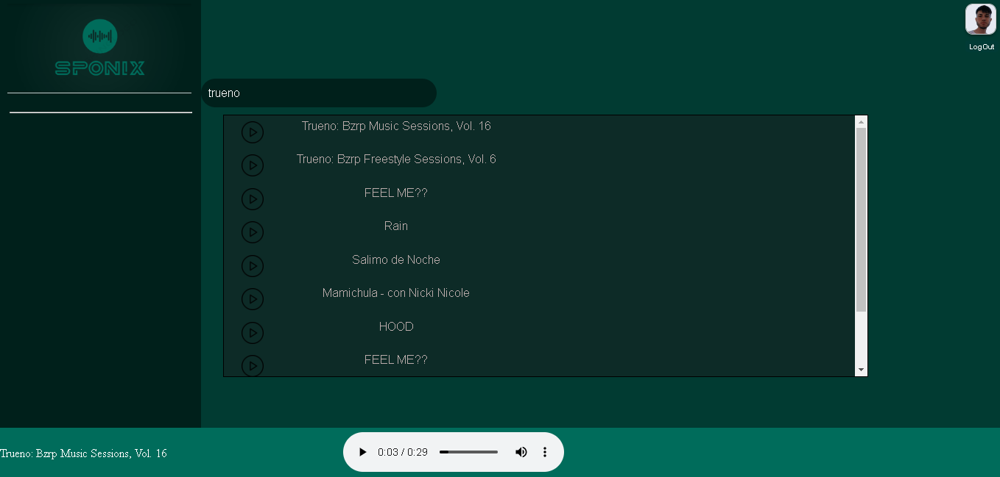 SPONIX
LogOut
trueno
Trueno: Bzrp Music Sessions, Vol. 16
Trueno: Bzrp Freestyle Sessions, Vol. 6
FEEL ME??
Rain
Salimo de Noche
Mamichula - con Nicki Nicole
HOOD
FEEL ME??
Trueno: Bzrp Music Sessions, Vol. 16
0:03 / 0:29